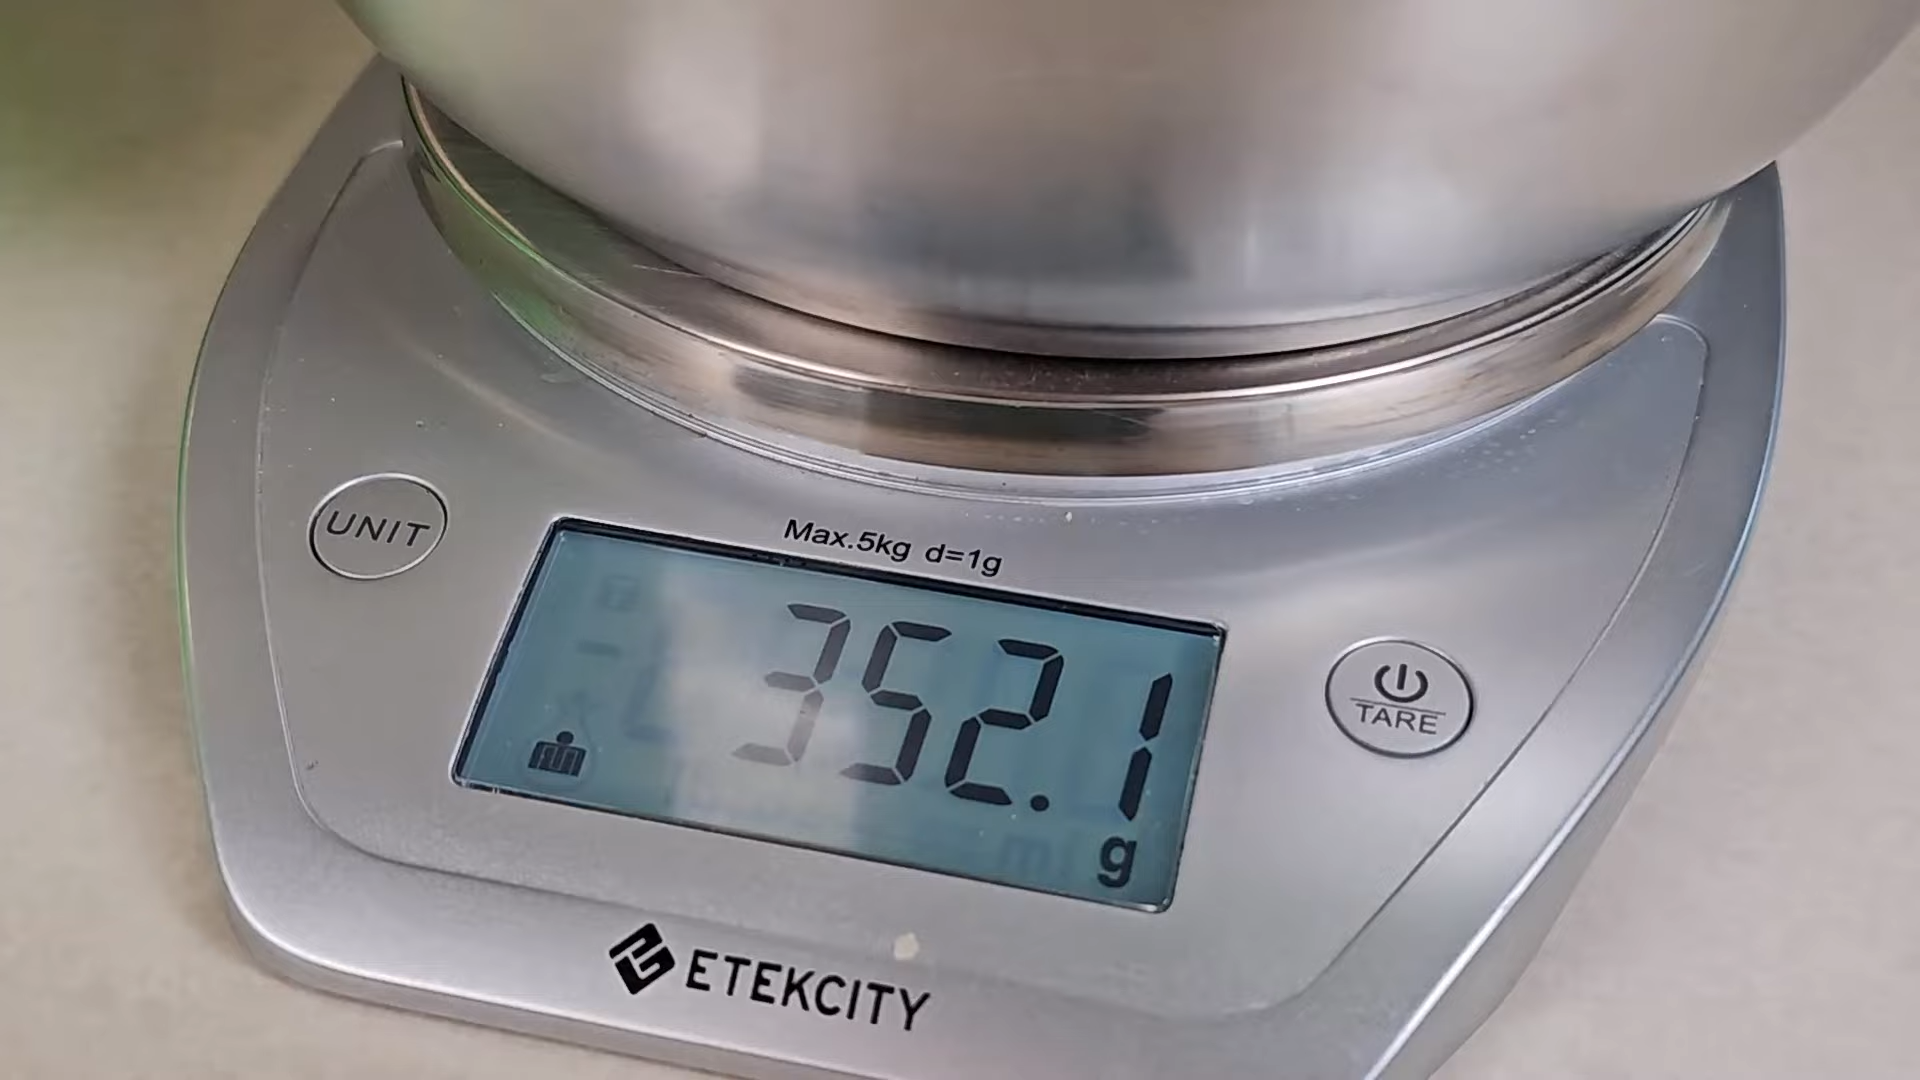 UNIT
Max.5kg d=1g
352.1
g
TARE
ETEKCITY